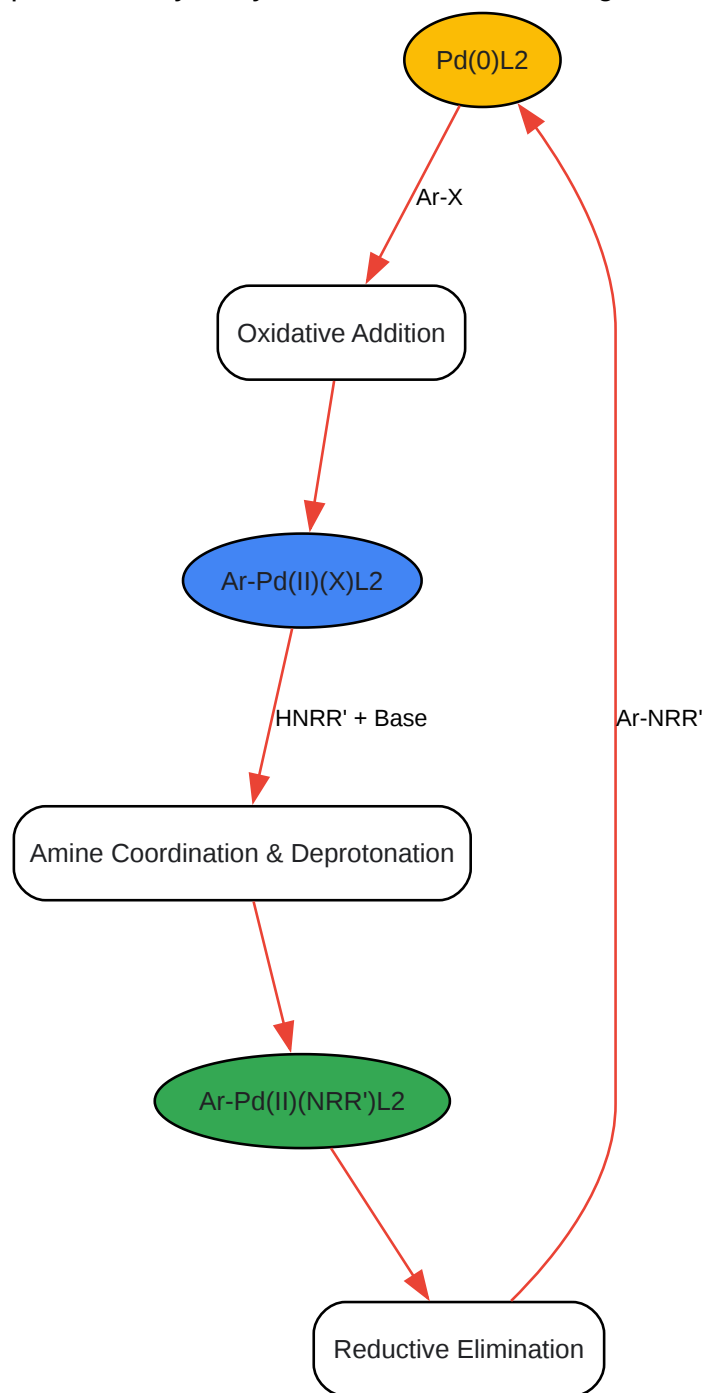 Pd(0)L2
Ar-X
Oxidative Addition
Ar-Pd(II)(X)L2
HNRR' + Base
Ar-NRR'
Amine Coordination & Deprotonation
Ar-Pd(II)(NRR')L2
Reductive Elimination